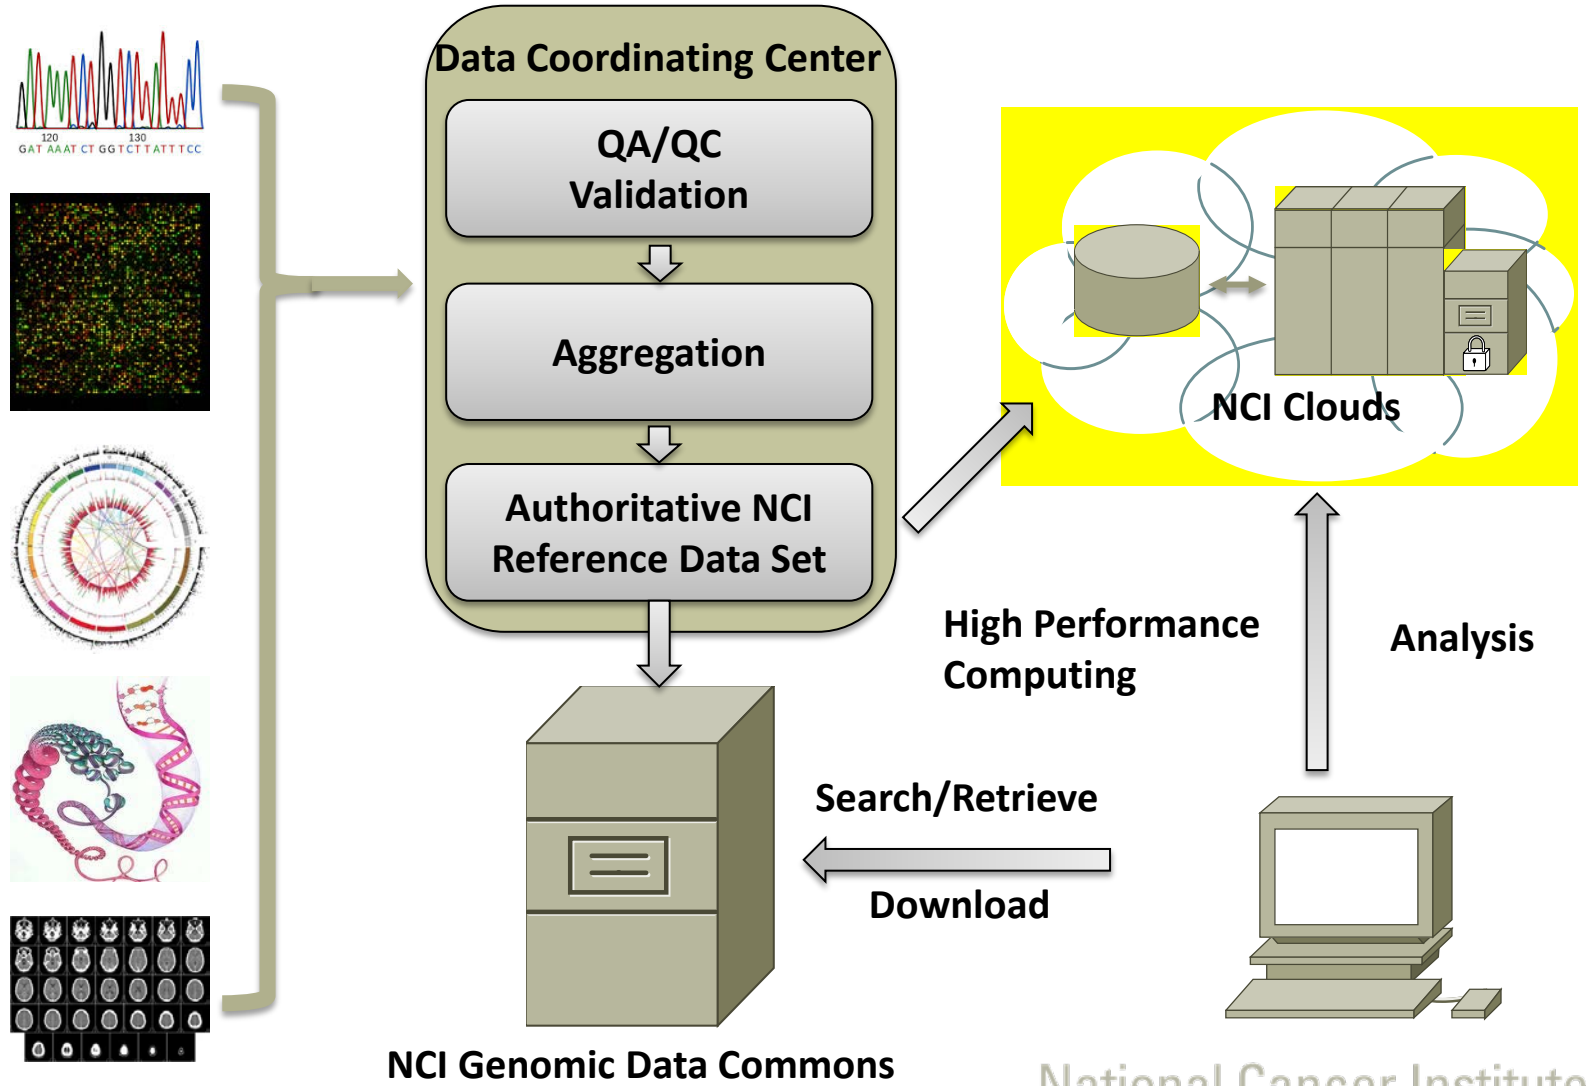 Data Coordinating Center
QA/QC
Validation
Aggregation
Authoritative NCI
Reference Data Set
120 130
GAT AAAT CT GGTCTTATTTCC
NCI Clouds
High Performance
Computing
Analysis
Search/Retrieve
Download
NCI Genomic Data Commons
National Cancer Institute